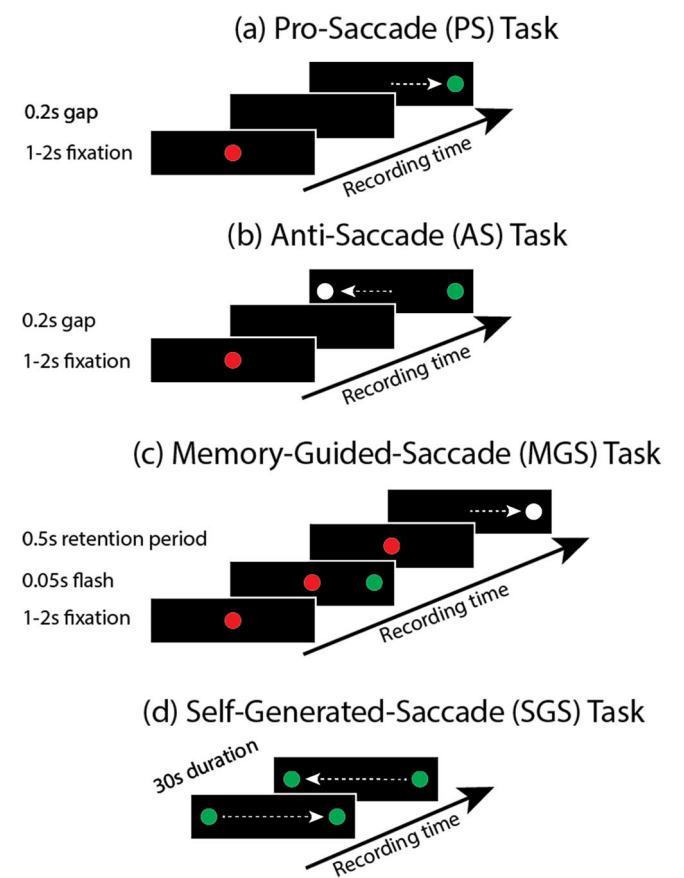 (a) Pro-Saccade (PS) Task
0.2s gap
1-2s fixation
Recording time
(b) Anti-Saccade (AS) Task
0.2s gap
1-2s fixation
Recording time
(c) Memory-Guided-Saccade (MGS) Task
0.5s retention period
0.05s flash
1-2s fixation
Recording time
(d) Self-Generated-Saccade (SGS) Task
30s duration
Recording time